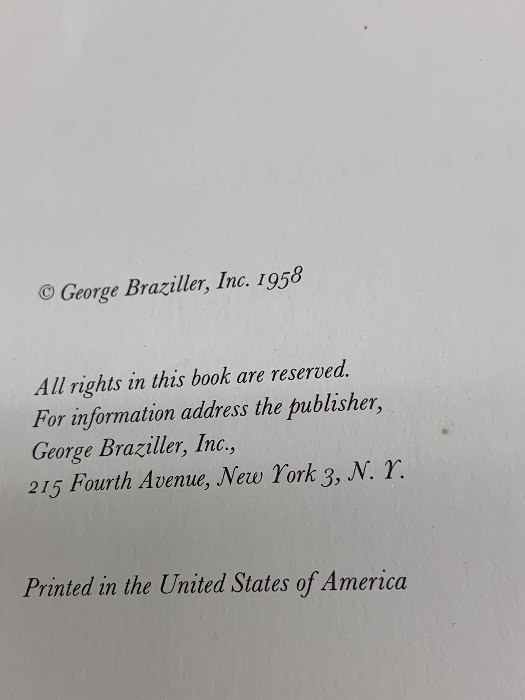 © George Braziller, Inc. 1958
All rights in this book are reserved.
For information address the publisher,
George Braziller, Inc.,
215 Fourth Avenue, New York 3, N. Y.
Printed in the United States of America